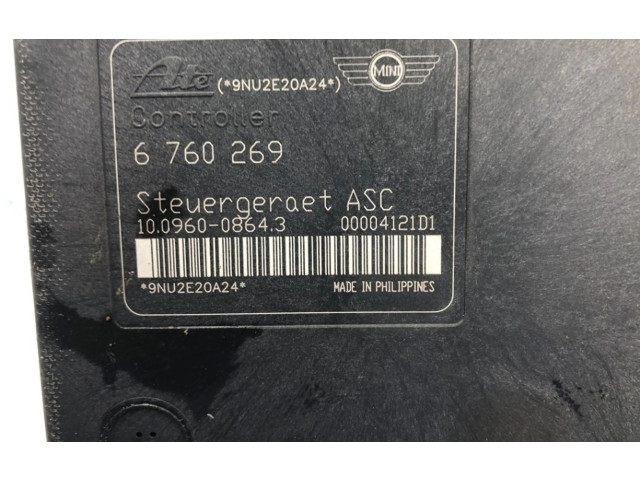 Ate (*9NU2E20A24*) MINI
Controller
6 760 269
Steuergeraet ASC
10.0960-0864.3 00004121D1
*9NU2E20A24* MADE IN PHILIPPINES